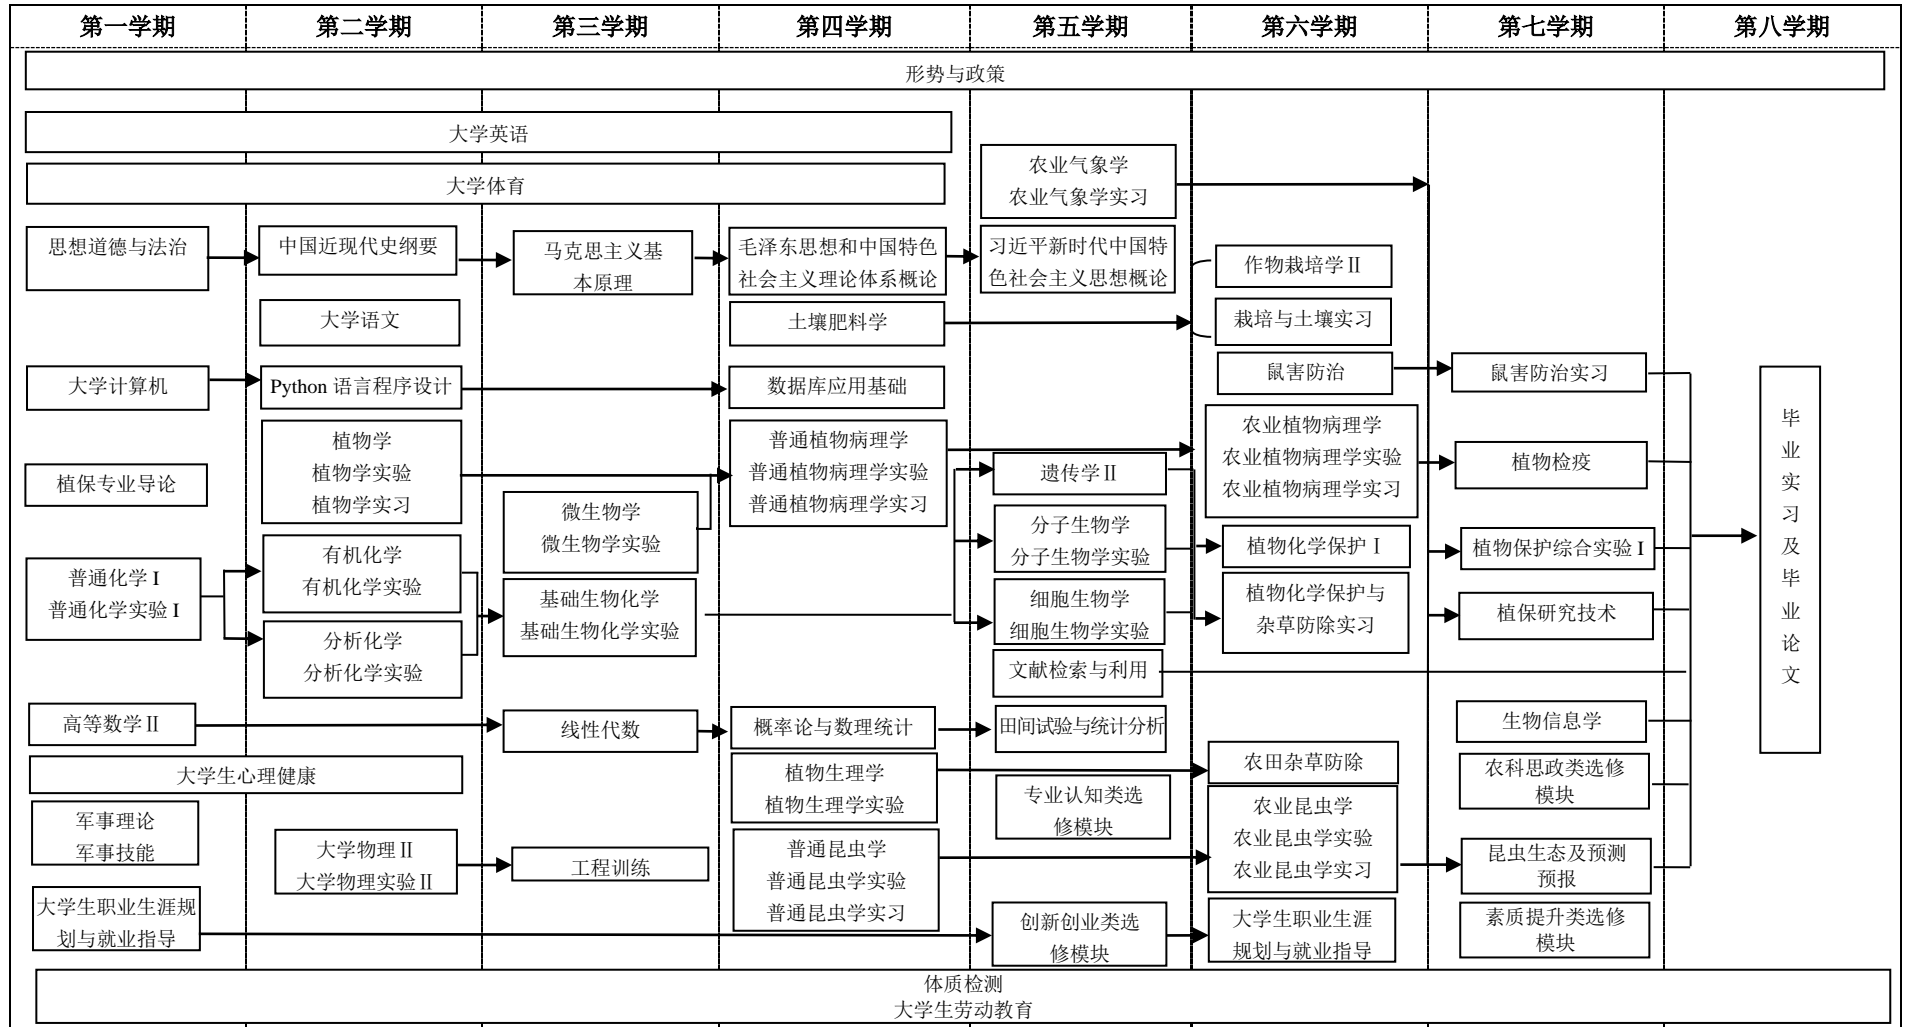 第一学期
第二学期
第三学期
第四学期
第五学期
第六学期
第七学期
第八学期
形势与政策
大学英语
大学体育
思想道德与法治
大学计算机
植保专业导论
普通化学 I
普通化学实验 I
高等数学Ⅱ
大学生心理健康
军事理论
军事技能
大学生职业生涯规
划与就业指导
中国近现代史纲要
大学语文
Python 语言程序设计
植物学
植物学实验
植物学实习
有机化学
有机化学实验
分析化学
分析化学实验
大学物理Ⅱ
大学物理实验Ⅱ
马克思主义基
本原理
微生物学
微生物学实验
基础生物化学
基础生物化学实验
线性代数
工程训练
毛泽东思想和中国特色
社会主义理论体系概论
土壤肥料学
数据库应用基础
普通植物病理学
普通植物病理学实验
普通植物病理学实习
概率论与数理统计
植物生理学
植物生理学实验
普通昆虫学
普通昆虫学实验
普通昆虫学实习
农业气象学
农业气象学实习
习近平新时代中国特
色社会主义思想概论
遗传学Ⅱ
分子生物学
分子生物学实验
细胞生物学
细胞生物学实验
文献检索与利用
田间试验与统计分析
专业认知类选
修模块
创新创业类选
修模块
作物栽培学Ⅱ
栽培与土壤实习
鼠害防治
农业植物病理学
农业植物病理学实验
农业植物病理学实习
植物化学保护Ⅰ
植物化学保护与
杂草防除实习
农田杂草防除
农业昆虫学
农业昆虫学实验
农业昆虫学实习
大学生职业生涯
规划与就业指导
鼠害防治实习
植物检疫
植物保护综合实验 I
植保研究技术
生物信息学
农科思政类选修
模块
昆虫生态及预测
预报
素质提升类选修
模块
毕业实习及毕业论文
体质检测
大学生劳动教育